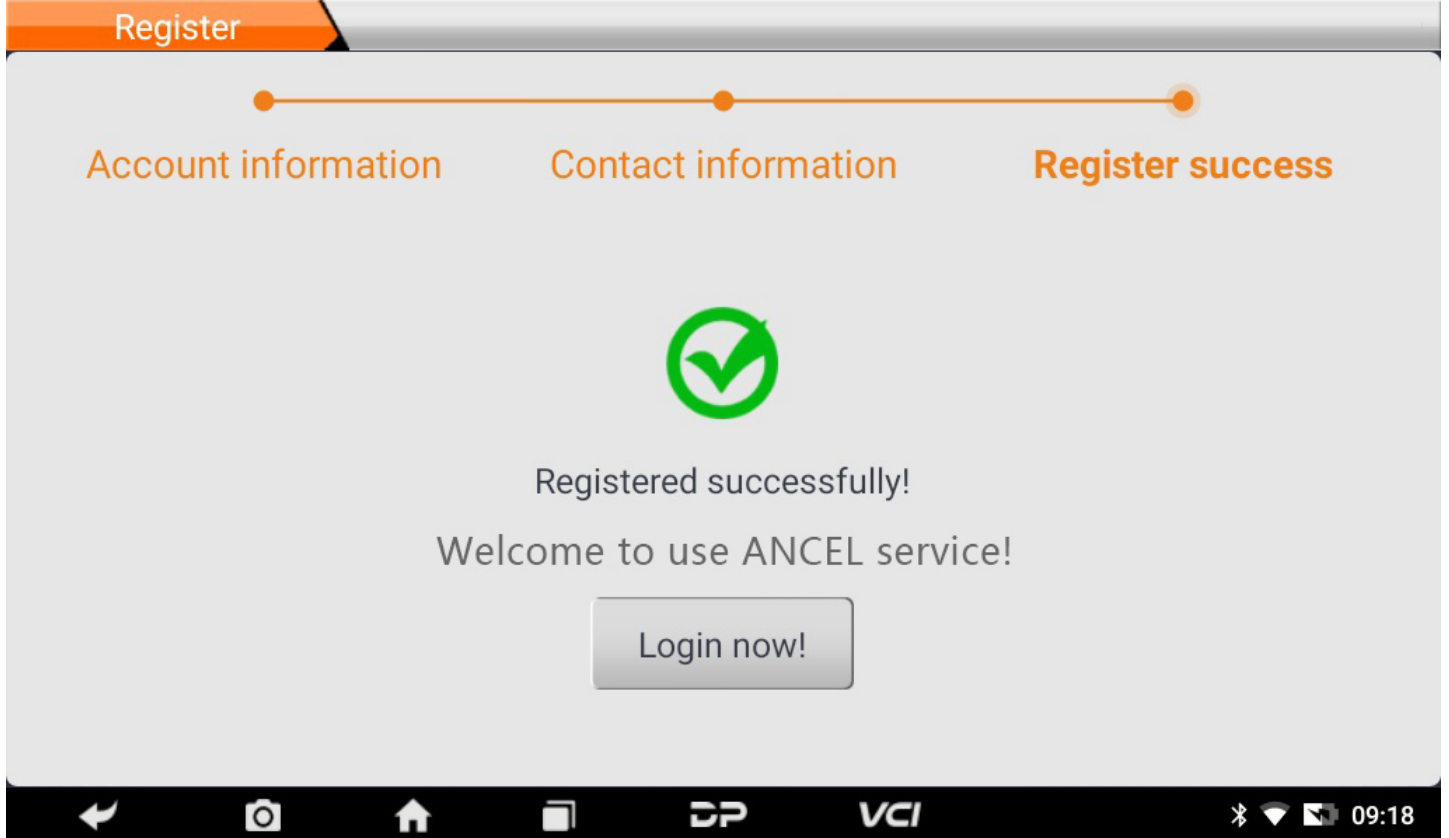 Register
Account information
Contact information
Register success
Registered successfully!
Welcome to use ANCEL service!
Login now!
DP
VCI
09:18